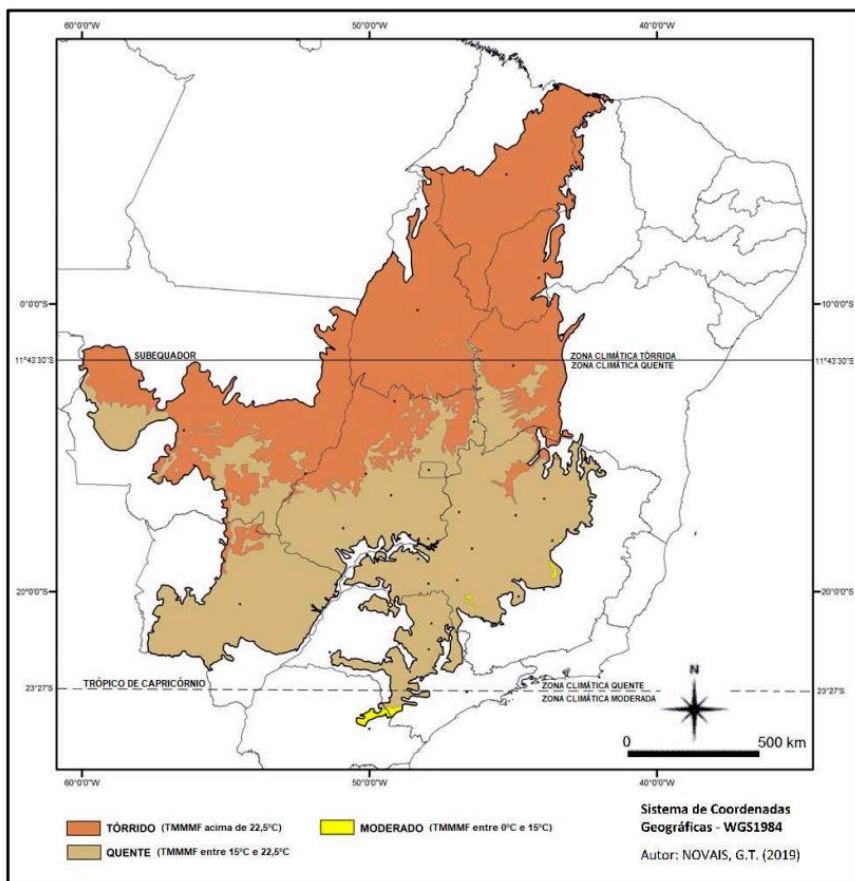 60°0'0"W 50°0'0"W 40°0'0"W
0°0'0"S 10°0'0"S
SUBEQUADOR ZONA CLIMÁTICA TÓRRIDA
11°43'30"S 11°43'30"S
ZONA CLIMÁTICA QUENTE
20°0'0"S 20°0'0"S
TRÓPICO DE CAPRICÓRNIO ZONA CLIMÁTICA QUENTE
23°27'S 23°27'S
ZONA CLIMÁTICA MODERADA
N
0 500 km
60°0'0"W 50°0'0"W 40°0'0"W
TÓRRIDO (TMMMF acima de 22,5°C) MODERADO (TMMMF entre 0°C e 15°C)
QUENTE (TMMMF entre 15°C e 22,5°C
Sistema de Coordenadas
Geográficas - WGS1984
Autor: NOVAIS, G.T. (2019)